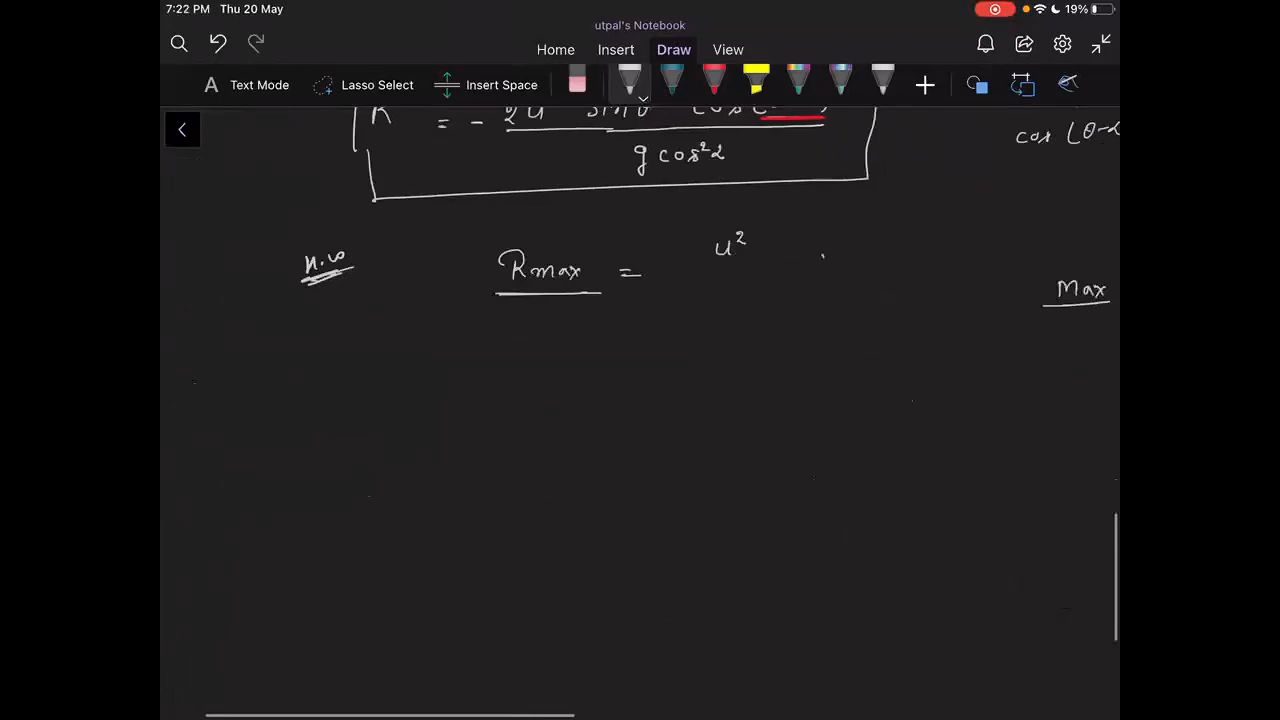 7:22 PM Thu 20 May
19%
utpal's Notebook
Home Insert Draw View
A Text Mode Lasso Select Insert Space
R = - 2u sinθ cos(
g cos²α
cos (θ-α
H.W
Rmax = u²
Max